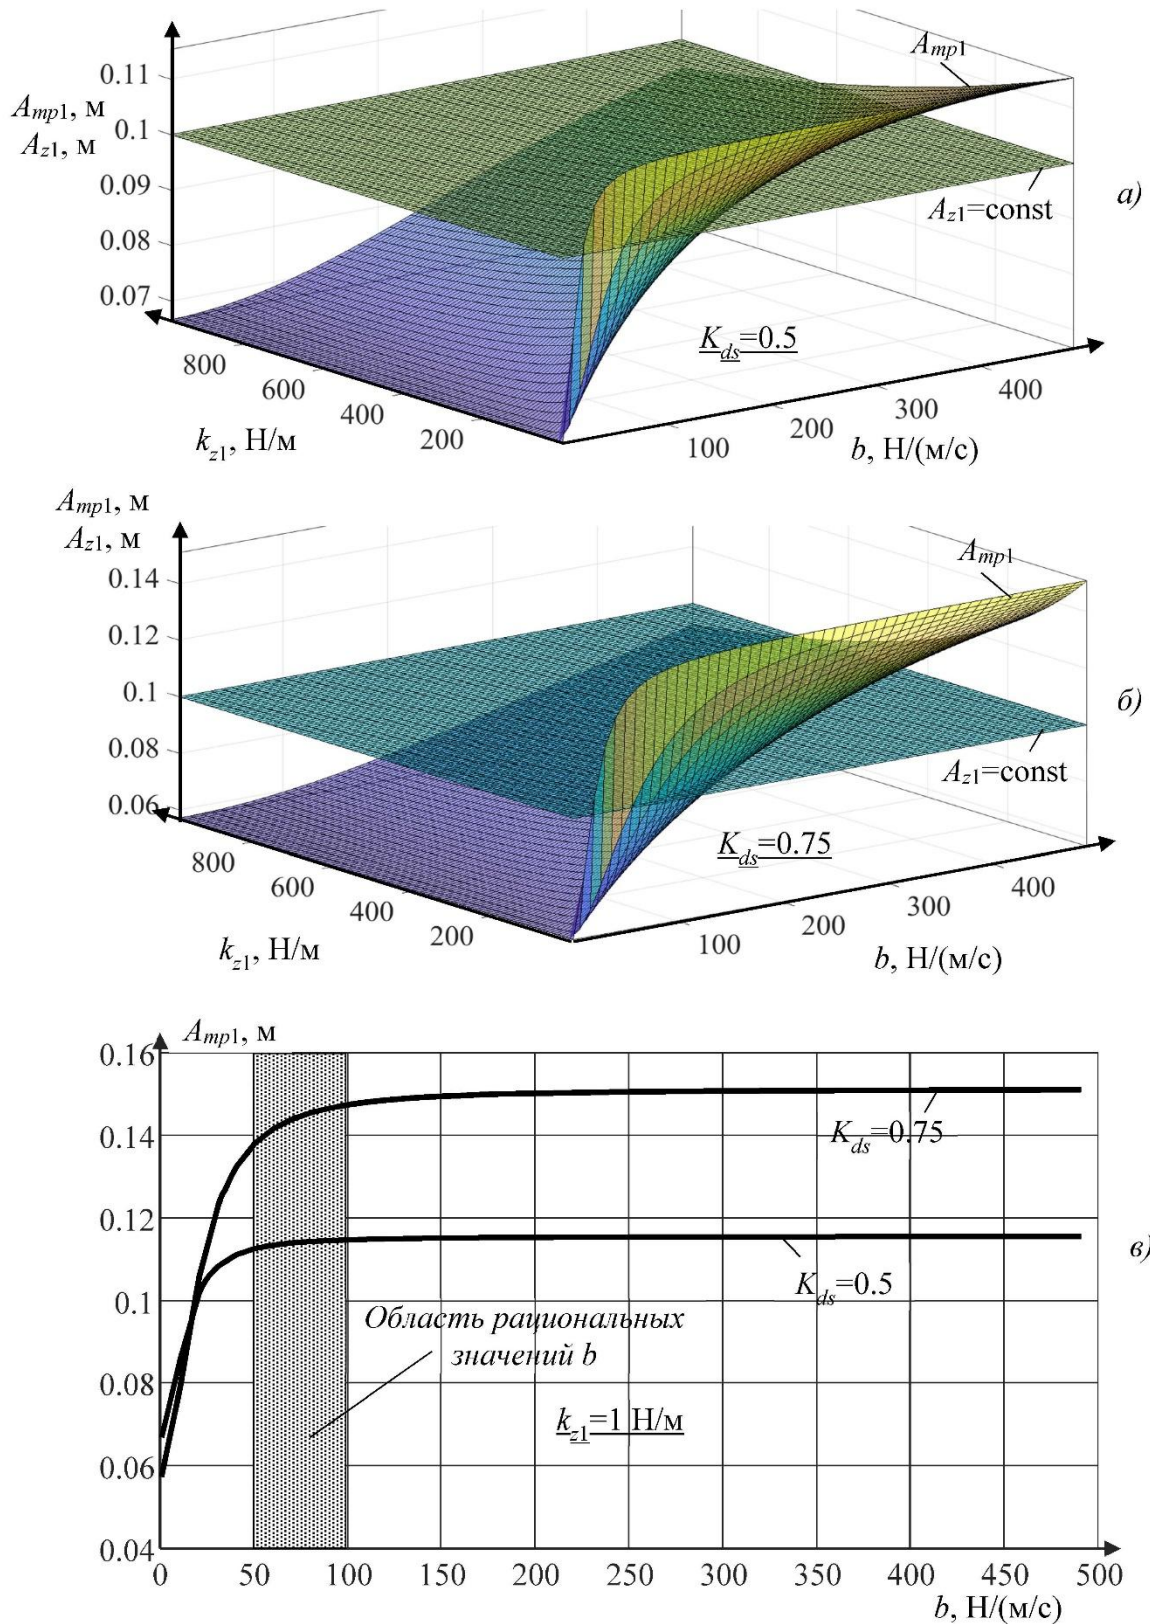 A_mp1, м
A_z1, м
0.11
0.1
0.09
0.08
0.07
800
600
400
200
k_z1, Н/м
100
200
300
400
b, Н/(м/с)
A_mp1
A_z1=const
K_ds=0.5
а)
A_mp1, м
A_z1, м
0.14
0.12
0.1
0.08
0.06
800
600
400
200
k_z1, Н/м
100
200
300
400
b, Н/(м/с)
A_mp1
A_z1=const
K_ds=0.75
б)
A_mp1, м
0.16
0.14
0.12
0.1
0.08
0.06
0.04
K_ds=0.75
K_ds=0.5
Область рациональных
значений b
k_z1=1 Н/м
в)
0 50 100 150 200 250 300 350 400 450 500
b, Н/(м/с)